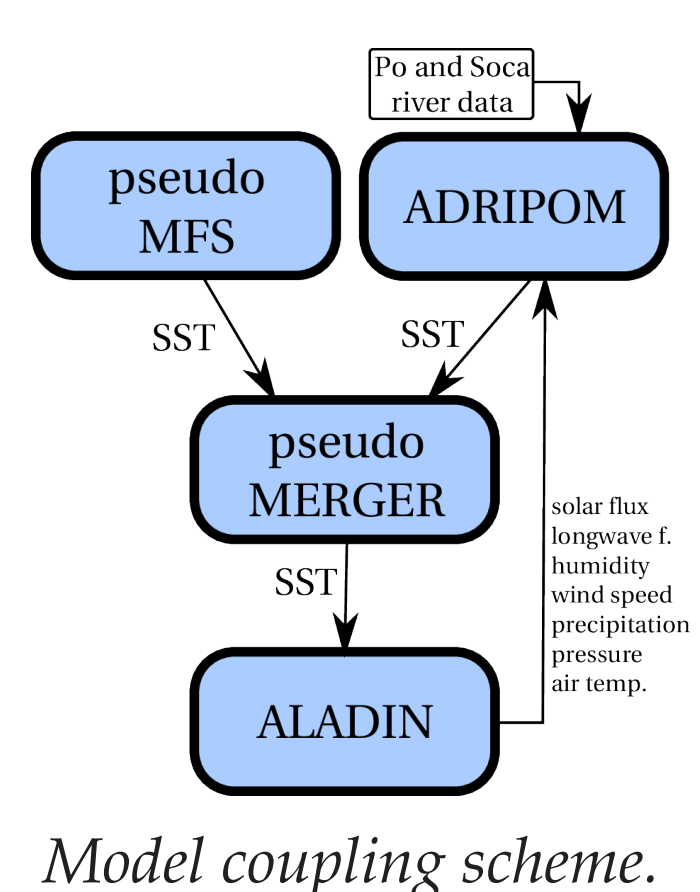 Po and Soca
river data
pseudo
MFS
ADRIPOM
SST
SST
pseudo
MERGER
solar flux
longwave f.
humidity
wind speed
precipitation
pressure
air temp.
SST
ALADIN
Model coupling scheme.